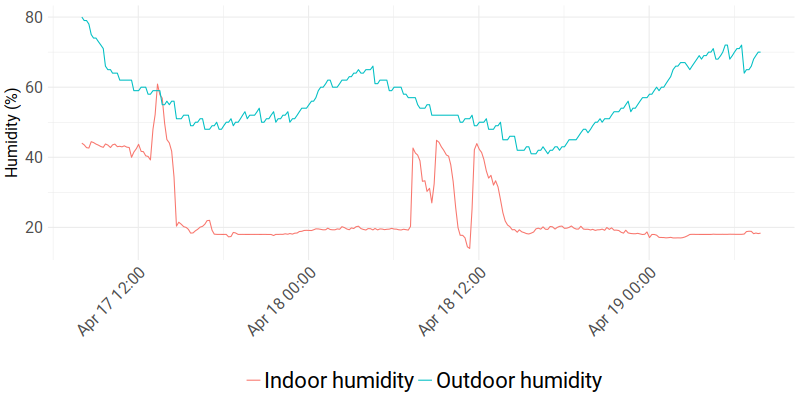 80
60
40
20
Humidity (%)
Apr 17 12:00
Apr 18 00:00
Apr 18 12:00
Apr 19 00:00
Indoor humidity
Outdoor humidity